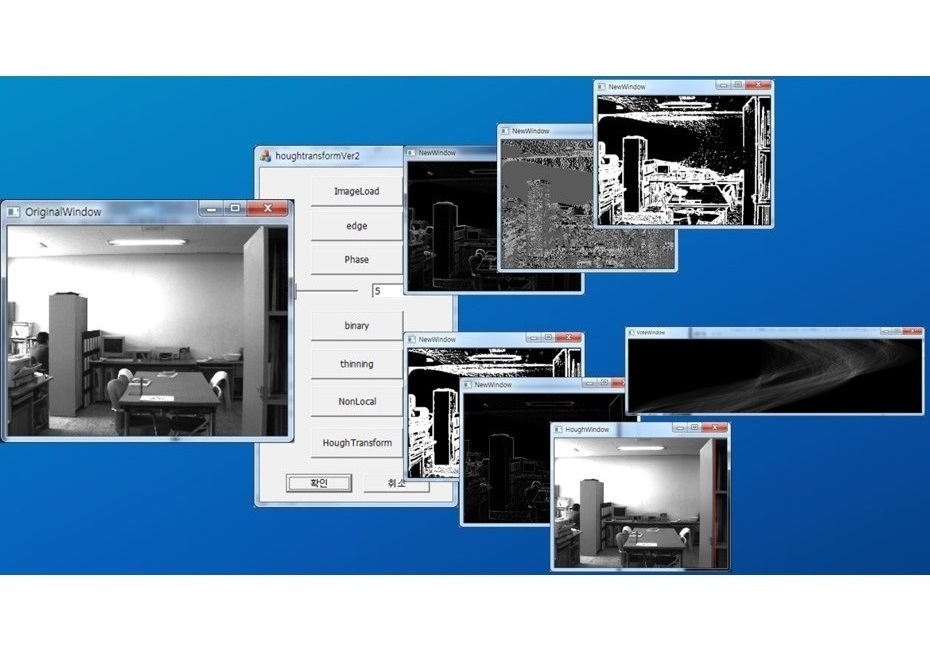 OriginalWindow
houghtransformVer2
ImageLoad
edge
Phase
5
binary
thinning
NonLocal
HoughTransform
확인
취소
NewWindow
NewWindow
NewWindow
NewWindow
NewWindow
VoteWindow
HoughWindow